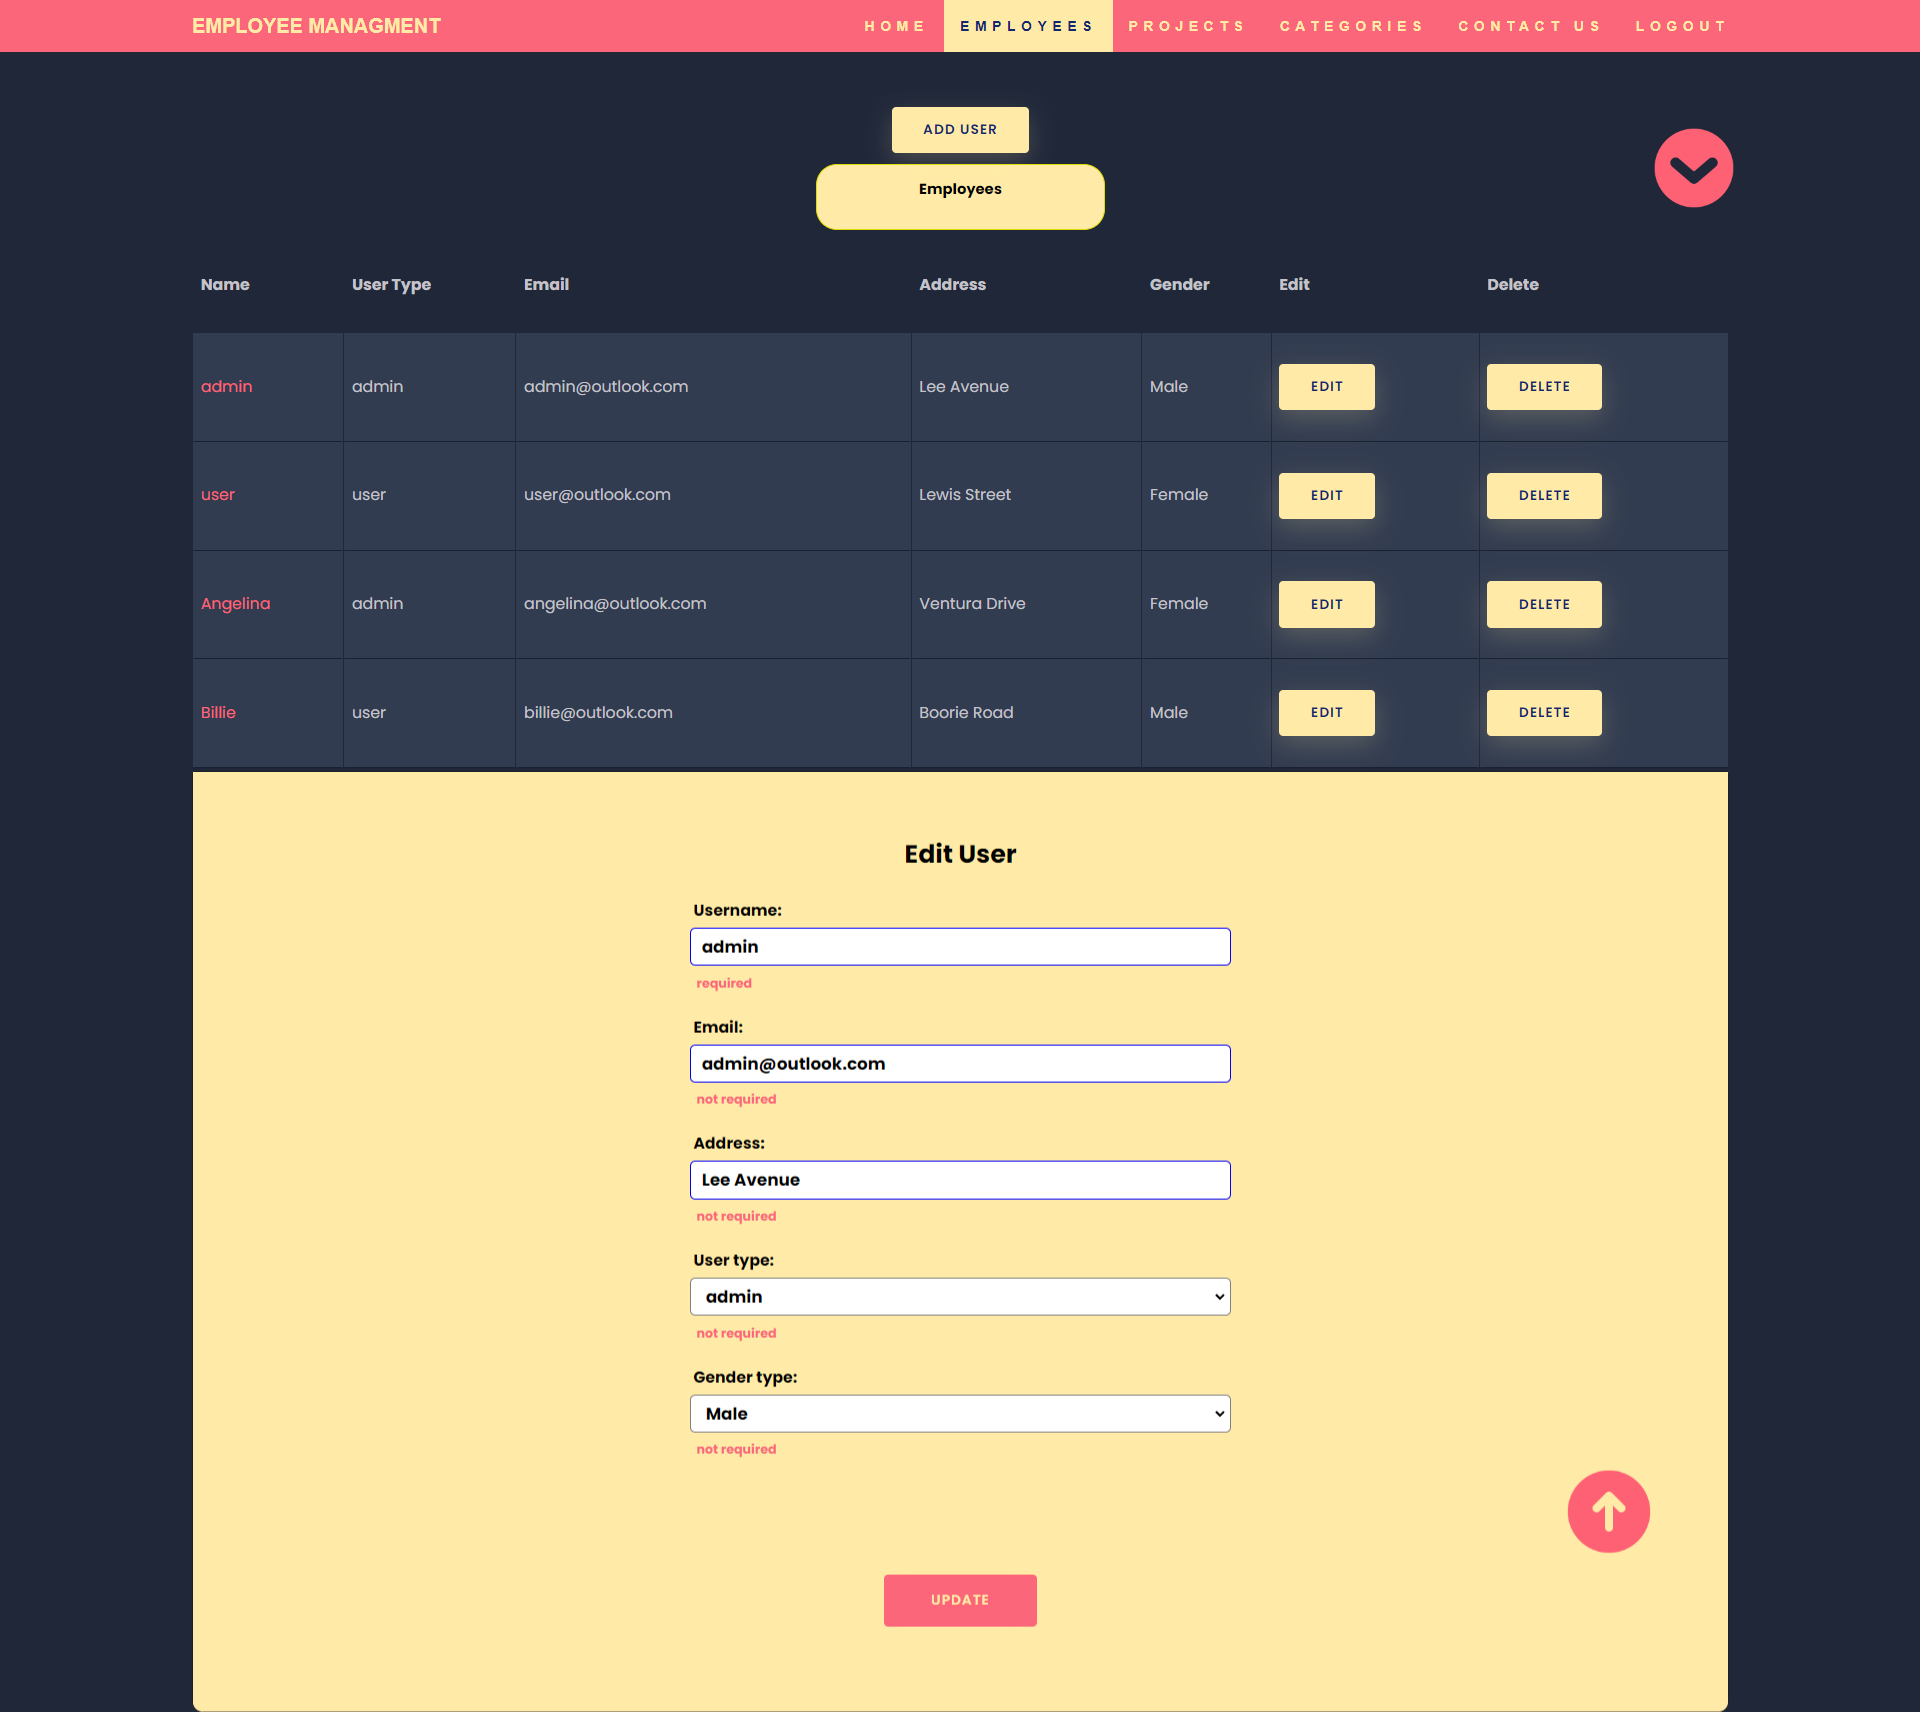 EMPLOYEE MANAGMENT
HOME EMPLOYEES PROJECTS CATEGORIES CONTACT US LOGOUT
ADD USER
Employees
Name User Type Email Address Gender Edit Delete
admin admin admin@outlook.com Lee Avenue Male EDIT DELETE
user user user@outlook.com Lewis Street Female EDIT DELETE
Angelina admin angelina@outlook.com Ventura Drive Female EDIT DELETE
Billie user billie@outlook.com Boorie Road Male EDIT DELETE
Edit User
Username:
admin
required
Email:
admin@outlook.com
not required
Address:
Lee Avenue
not required
User type:
admin
not required
Gender type:
Male
not required
UPDATE